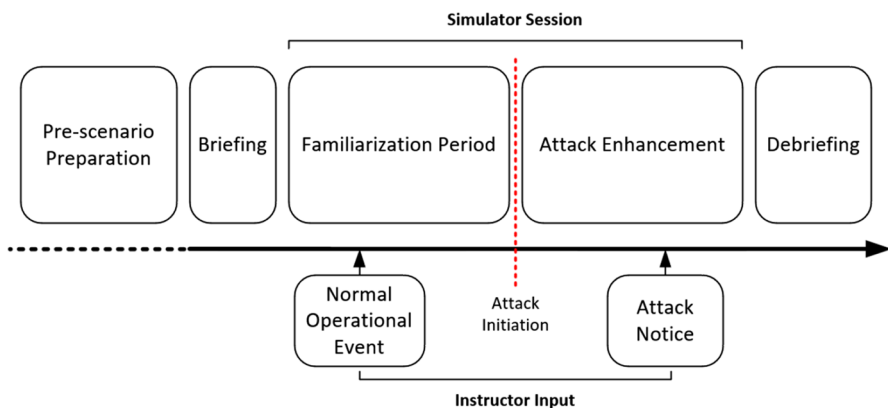 Simulator Session
Pre-scenario
Preparation
Briefing
Familiarization Period
Attack Enhancement
Debriefing
Normal
Operational
Event
Attack
Initiation
Attack
Notice
Instructor Input